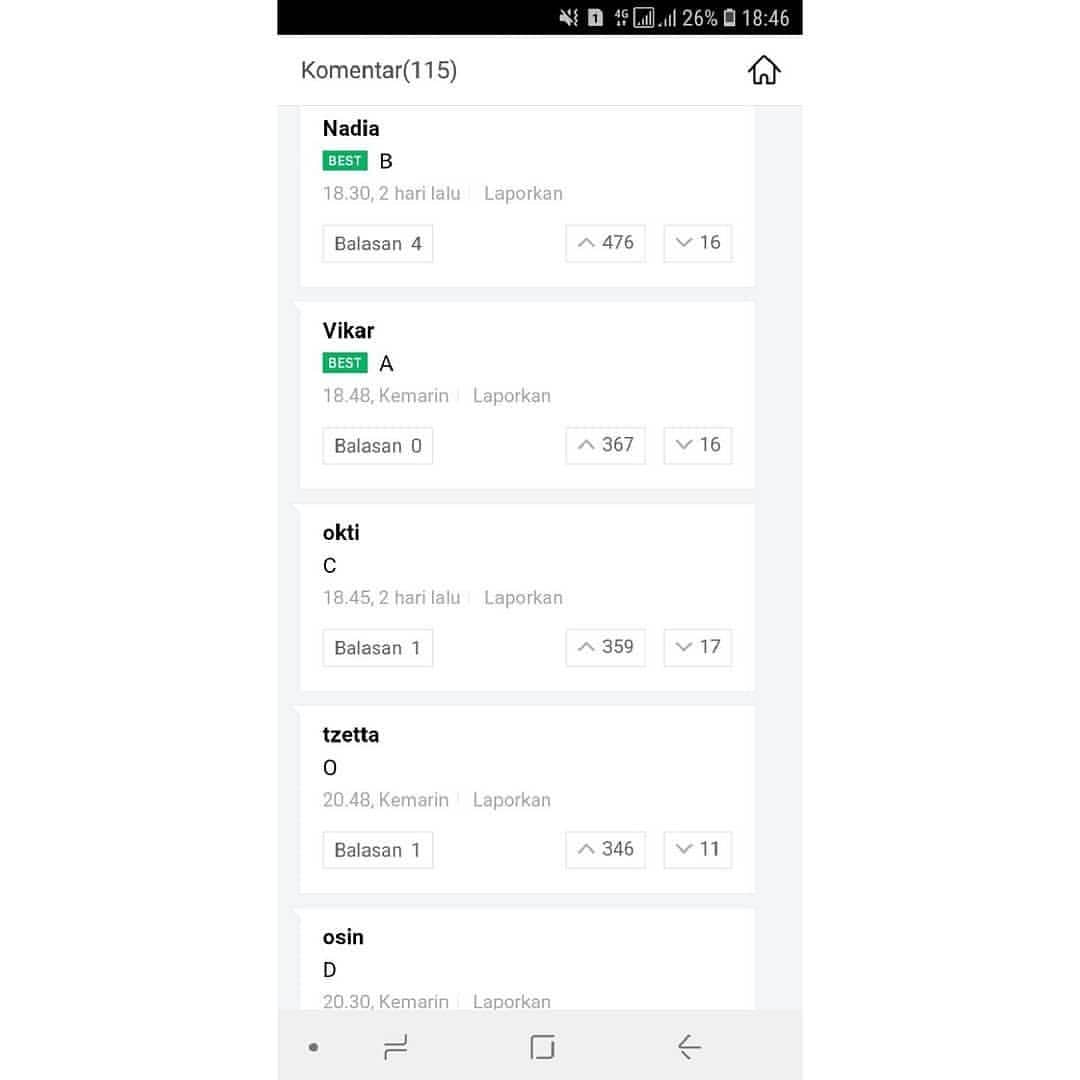 1 4G 26% 18:46
Komentar(115)
Nadia
BEST B
18.30, 2 hari lalu Laporkan
Balasan 4 476 16
Vikar
BEST A
18.48, Kemarin Laporkan
Balasan 0 367 16
okti
C
18.45, 2 hari lalu Laporkan
Balasan 1 359 17
tzetta
O
20.48, Kemarin Laporkan
Balasan 1 346 11
osin
D
20.30, Kemarin Laporkan